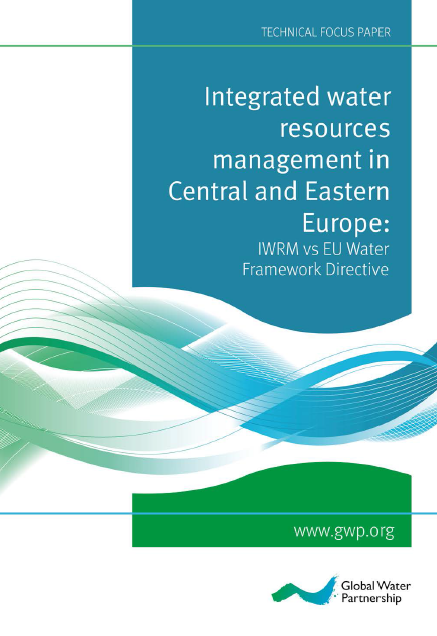 TECHNICAL FOCUS PAPER
Integrated water
resources
management in
Central and Eastern
Europe:
IWRM vs EU Water
Framework Directive
www.gwp.org
Global Water
Partnership